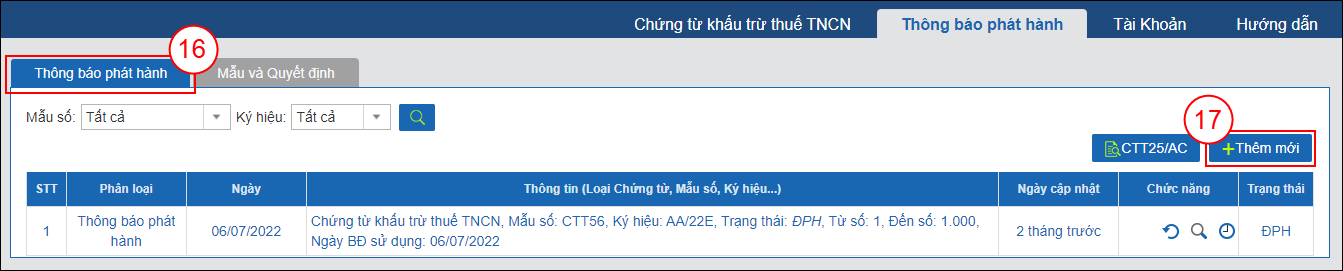 Chứng từ khấu trừ thuế TNCN Thông báo phát hành Tài Khoản Hướng dẫn
16
Thông báo phát hành Mẫu và Quyết định
Mẫu số: Tất cả Ký hiệu: Tất cả
17
CTT25/AC +Thêm mới
STT Phân loại Ngày Thông tin (Loại Chứng từ, Mẫu số, Ký hiệu...) Ngày cập nhật Chức năng Trạng thái
1 Thông báo phát hành 06/07/2022 Chứng từ khấu trừ thuế TNCN, Mẫu số: CTT56, Ký hiệu: AA/22E, Trạng thái: ĐPH, Từ số: 1, Đến số: 1.000, Ngày BĐ sử dụng: 06/07/2022 2 tháng trước ĐPH